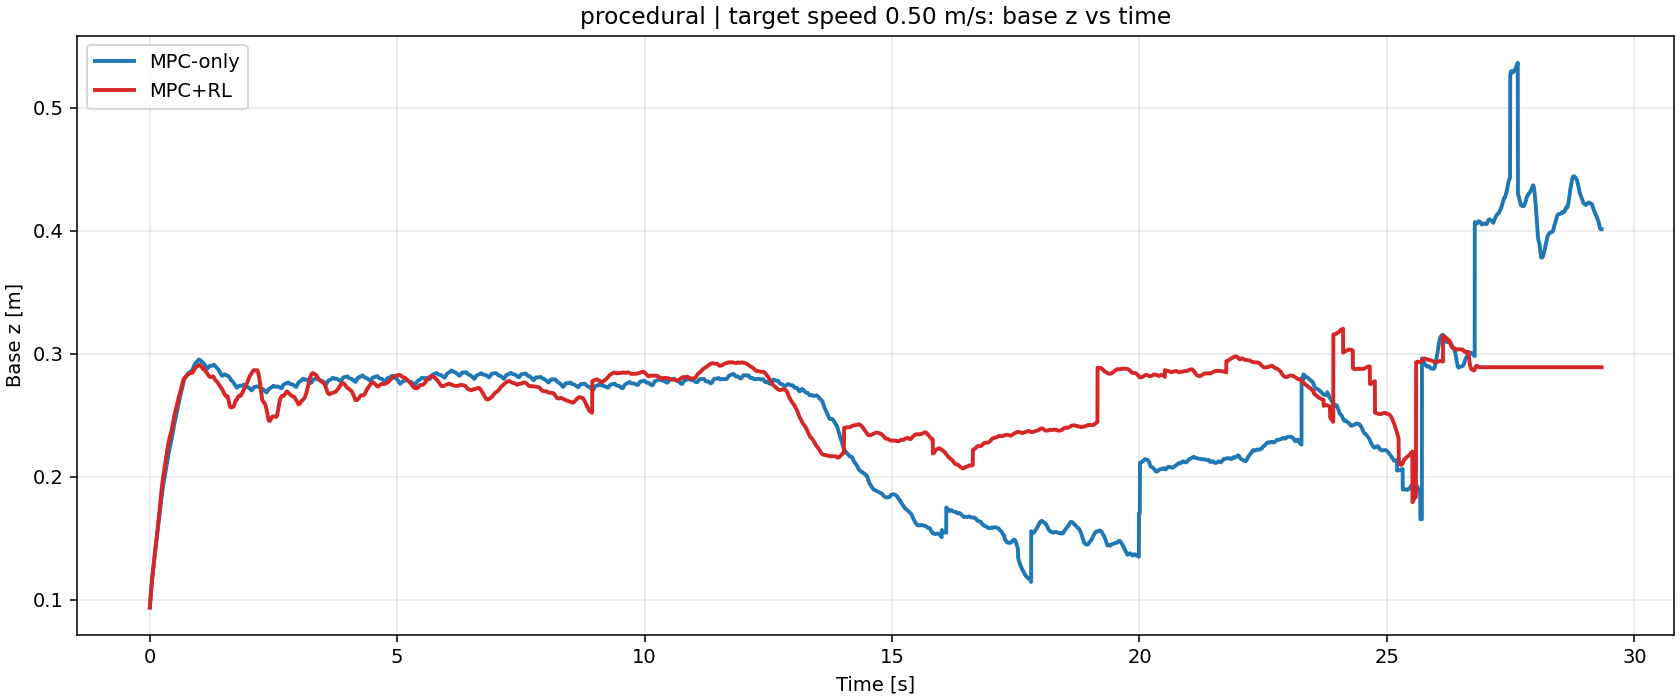 procedural | target speed 0.50 m/s: base z vs time
MPC-only
MPC+RL
Base z [m]
0.5
0.4
0.3
0.2
0.1
0 5 10 15 20 25 30
Time [s]